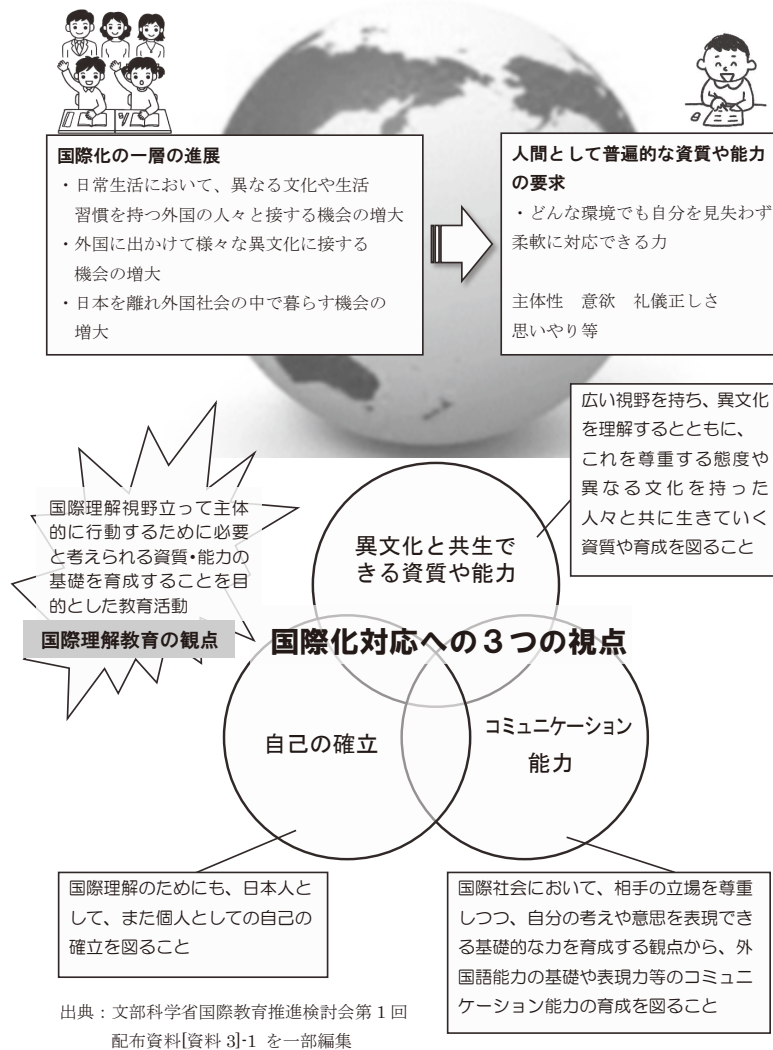 国際化の一層の進展
・日常生活において、異なる文化や生活
習慣を持つ外国の人々と接する機会の増大
・外国に出かけて様々な異文化に接する
機会の増大
・日本を離れ外国社会の中で暮らす機会の
増大
人間として普遍的な資質や能力
の要求
・どんな環境でも自分を見失わず
柔軟に対応できる力
主体性 意欲 礼儀正しさ
思いやり等
広い視野を持ち、異文化
を理解するとともに、
これを尊重する態度や
異なる文化を持った
人々と共に生きていく
資質や育成を図ること
国際理解視野立って主体
的に行動するために必要
と考えられる資質・能力の
基礎を育成することを目
的とした教育活動
国際理解教育の観点
異文化と共生で
きる資質や能力
国際化対応への３つの視点
自己の確立
コミュニケーション
能力
国際理解のためにも、日本人と
して、また個人としての自己の
確立を図ること
国際社会において、相手の立場を尊重
しつつ、自分の考えや意思を表現でき
る基礎的な力を育成する観点から、外
国語能力の基礎や表現力等のコミュニ
ケーション能力の育成を図ること
出典：文部科学省国際教育推進検討会第 1 回
配布資料[資料 3]-1 を一部編集